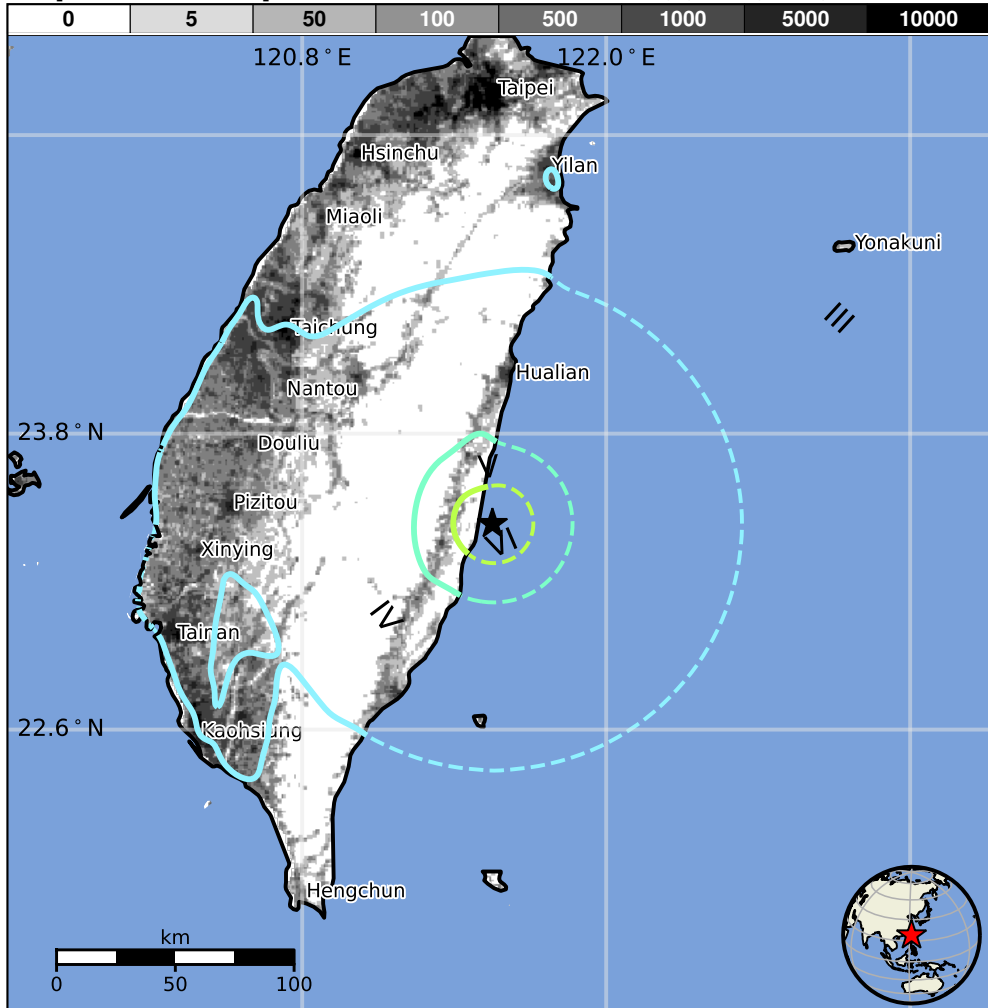 0 5 50 100 500 1000 5000 10000
120.8°E 122.0°E
Taipei
Hsinchu
Yilan
Miaoli
Yonakuni
III
Taichung
Hualian
Nantou
23.8°N
Douliu
V
Pizitou
VI
Xinying
IV
Tainan
22.6°N
Kaohsiung
Hengchun
km
0 50 100